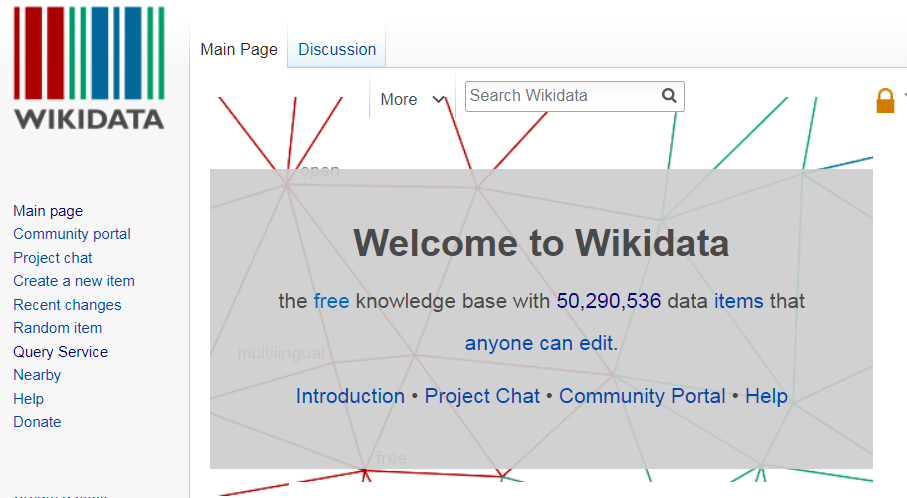 WIKIDATA
Main Page
Discussion
More
Search Wikidata
Main page
Community portal
Project chat
Create a new item
Recent changes
Random item
Query Service
Nearby
Help
Donate
open
Welcome to Wikidata
the free knowledge base with 50,290,536 data items that
anyone can edit.
multilingual
Introduction • Project Chat • Community Portal • Help
free